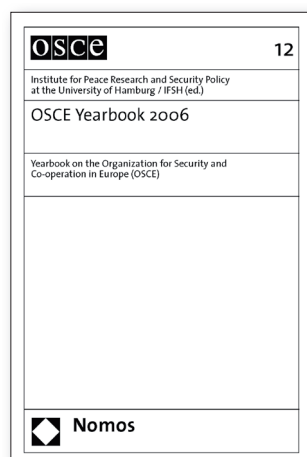 osce
12
Institute for Peace Research and Security Policy
at the University of Hamburg / IFSH (ed.)
OSCE Yearbook 2006
Yearbook on the Organization for Security and
Co-operation in Europe (OSCE)
Nomos